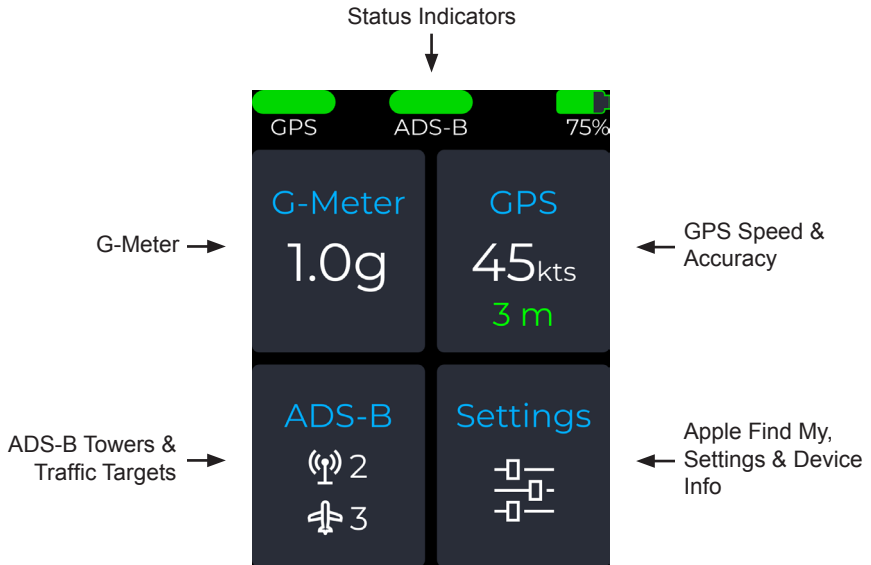 Status Indicators
GPS
ADS-B
75%
G-Meter
1.0g
GPS
45kts
3 m
G-Meter
GPS Speed &
Accuracy
ADS-B
2
3
Settings
ADS-B Towers &
Traffic Targets
Apple Find My,
Settings & Device
Info